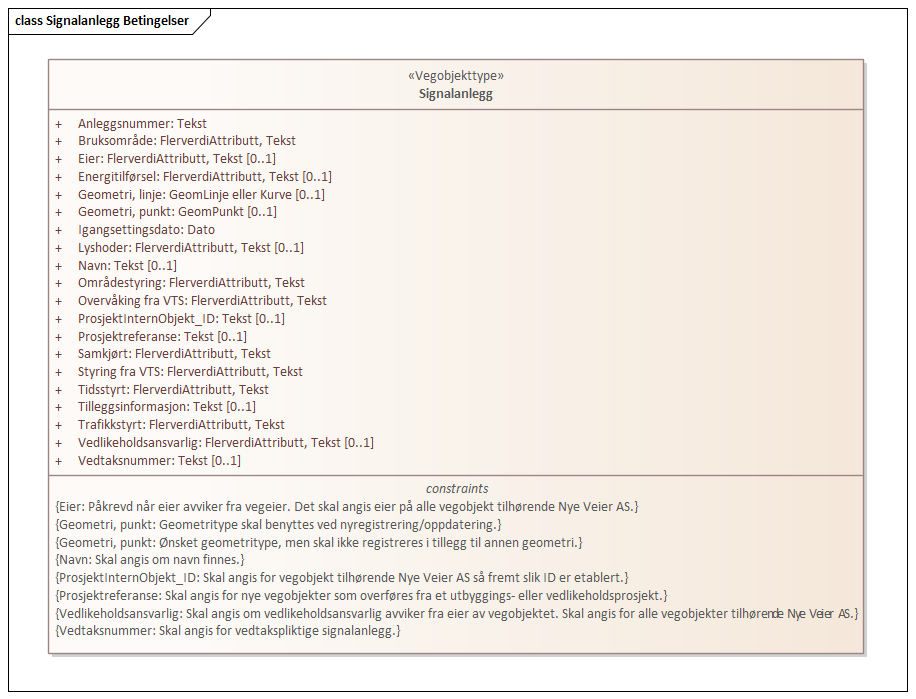 class Signalanlegg Betingelser
«Vegobjekttype»
Signalanlegg
+ Anleggsnummer: Tekst
+ Bruksområde: FlerverdiAttributt, Tekst
+ Eier: FlerverdiAttributt, Tekst [0..1]
+ Energitilførsel: FlerverdiAttributt, Tekst [0..1]
+ Geometri, linje: GeomLinje eller Kurve [0..1]
+ Geometri, punkt: GeomPunkt [0..1]
+ Igangsettingsdato: Dato
+ Lyshoder: FlerverdiAttributt, Tekst [0..1]
+ Navn: Tekst [0..1]
+ Områdestyring: FlerverdiAttributt, Tekst
+ Overvåking fra VTS: FlerverdiAttributt, Tekst
+ ProsjektInternObjekt_ID: Tekst [0..1]
+ Prosjektreferanse: Tekst [0..1]
+ Samkjørt: FlerverdiAttributt, Tekst
+ Styring fra VTS: FlerverdiAttributt, Tekst
+ Tidsstyrt: FlerverdiAttributt, Tekst
+ Tilleggsinformasjon: Tekst [0..1]
+ Trafikkstyrt: FlerverdiAttributt, Tekst
+ Vedlikeholdsansvarlig: FlerverdiAttributt, Tekst [0..1]
+ Vedtaksnummer: Tekst [0..1]
constraints
{Eier: Påkrevd når eier avviker fra vegeier. Det skal angis eier på alle vegobjekt tilhørende Nye Veier AS.}
{Geometri, punkt: Geometritype skal benyttes ved nyregistrering/oppdatering.}
{Geometri, punkt: Ønsket geometritype, men skal ikke registreres i tillegg til annen geometri.}
{Navn: Skal angis om navn finnes.}
{ProsjektInternObjekt_ID: Skal angis for vegobjekt tilhørende Nye Veier AS så fremt slik ID er etablert.}
{Prosjektreferanse: Skal angis for nye vegobjekter som overføres fra et utbyggings- eller vedlikeholdsprosjekt.}
{Vedlikeholdsansvarlig: Skal angis om vedlikeholdsansvarlig avviker fra eier av vegobjektet. Skal angis for alle vegobjekter tilhørende Nye Veier AS.}
{Vedtaksnummer: Skal angis for vedtakspliktige signalanlegg.}